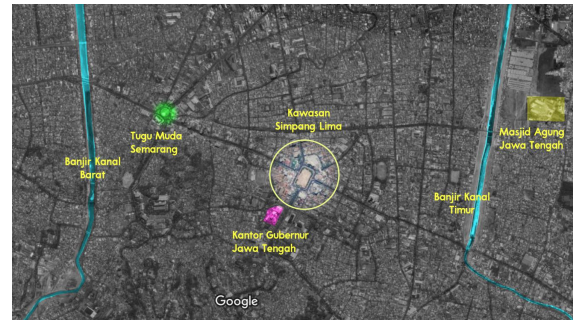 Kawasan
Simpang Lima
Tugu Muda
Semarang
Masjid Agung
Jawa Tengah
Banjir Kanal
Barat
Banjir Kanal
Timur
Kantor Gubernur
Jawa Tengah
Google